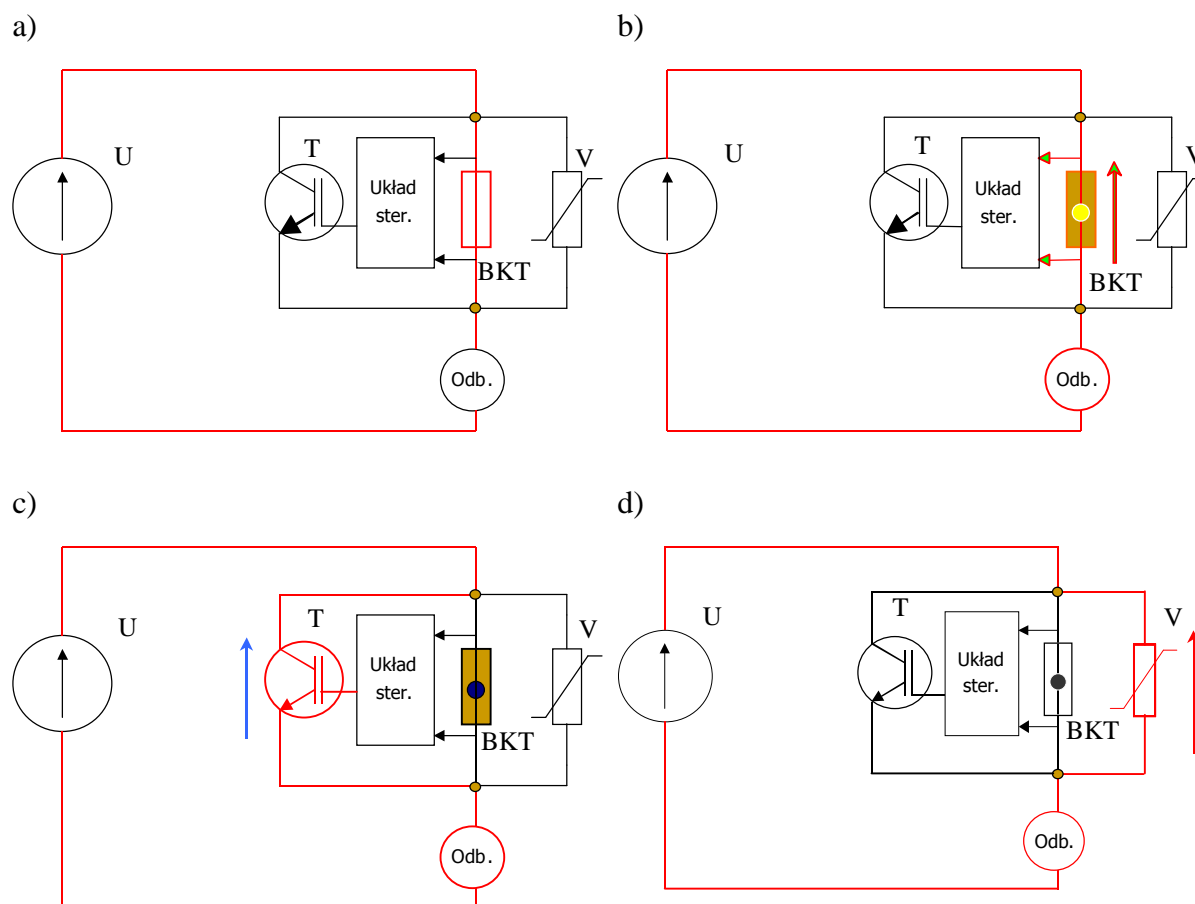 a)
U
T
Układ
ster.
V
BKT
Odb.
b)
U
T
Układ
ster.
V
BKT
Odb.
c)
U
T
Układ
ster.
V
BKT
Odb.
d)
U
T
Układ
ster.
V
BKT
Odb.